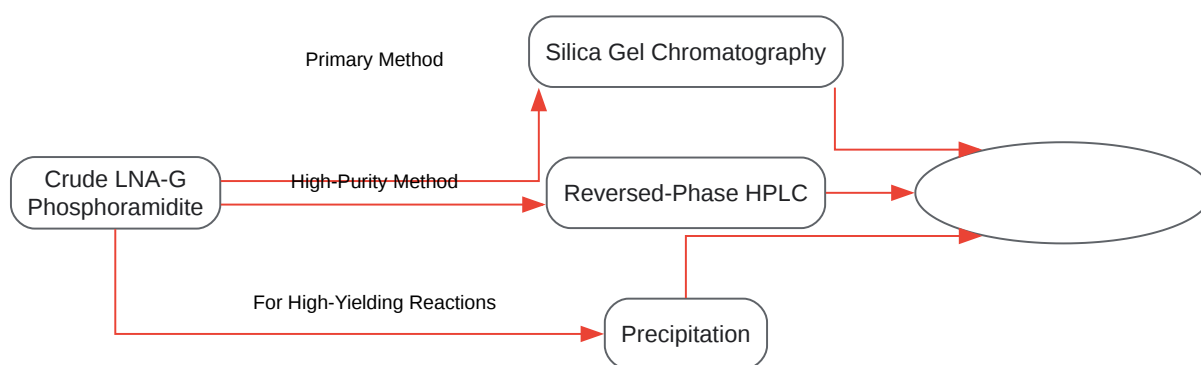 Silica Gel Chromatography
Primary Method
Crude LNA-G
Phosphoramidite
High-Purity Method
Reversed-Phase HPLC
For High-Yielding Reactions
Precipitation